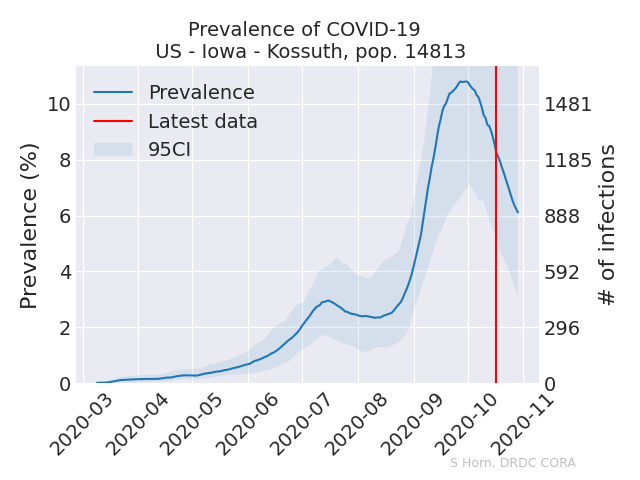 Prevalence of COVID-19
US - Iowa - Kossuth, pop. 14813
Prevalence
Latest data
95CI
Prevalence (%)
10
8
6
4
2
0
1481
1185
888
592
296
0
# of infections
2020-03
2020-04
2020-05
2020-06
2020-07
2020-08
2020-09
2020-10
2020-11
S Horn, DRDC CORA